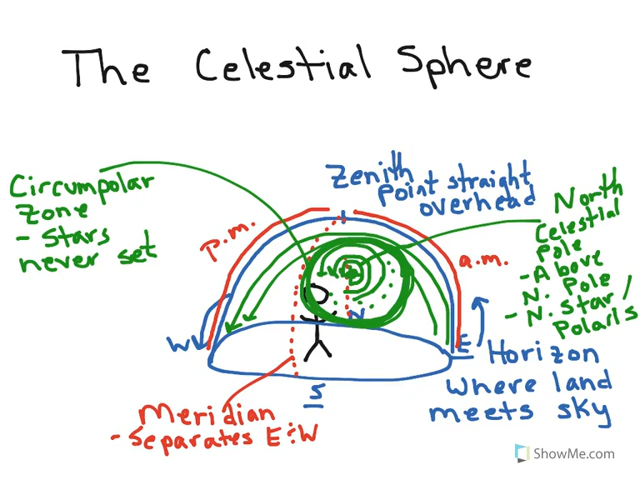 The Celestial Sphere
Circumpolar
zone
- Stars
never set
p.m.
Zenith
Point straight
overhead
a.m.
North
Celestial
Pole
- Above
N. Pole
- N. Star/
Polaris
N
W
E
S
Horizon
where land
meets sky
Meridian
- Separates E & W
ShowMe.com